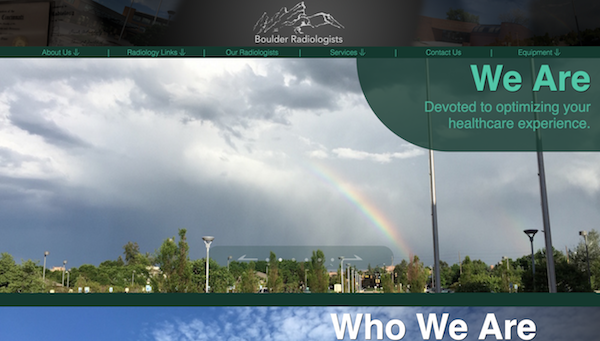 Boulder Radiologists
About Us ⚓ | Radiology Links ⚓ | Our Radiologists | Services ⚓ | Contact Us | Equipment ⚓
We Are
Devoted to optimizing your
healthcare experience.
Who We Are